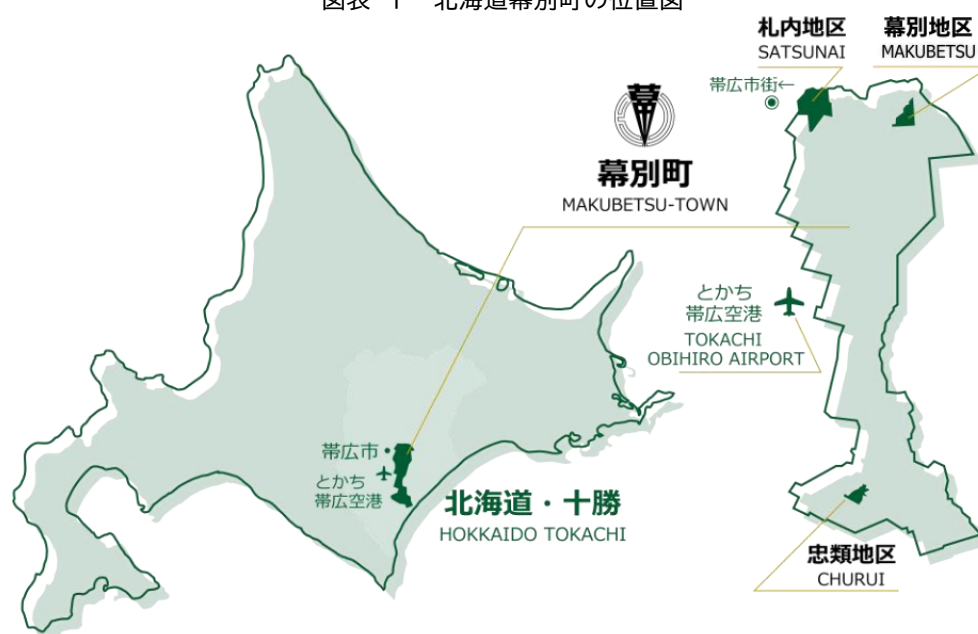 図表 1 北海道幕別町の位置図
札内地区
SATSUNAI
幕別地区
MAKUBETSU
帯広市街←
幕別町
MAKUBETSU-TOWN
とかち
帯広空港
TOKACHI
OBIHIRO AIRPORT
帯広市
とかち
帯広空港
北海道・十勝
HOKKAIDO TOKACHI
忠類地区
CHURUI